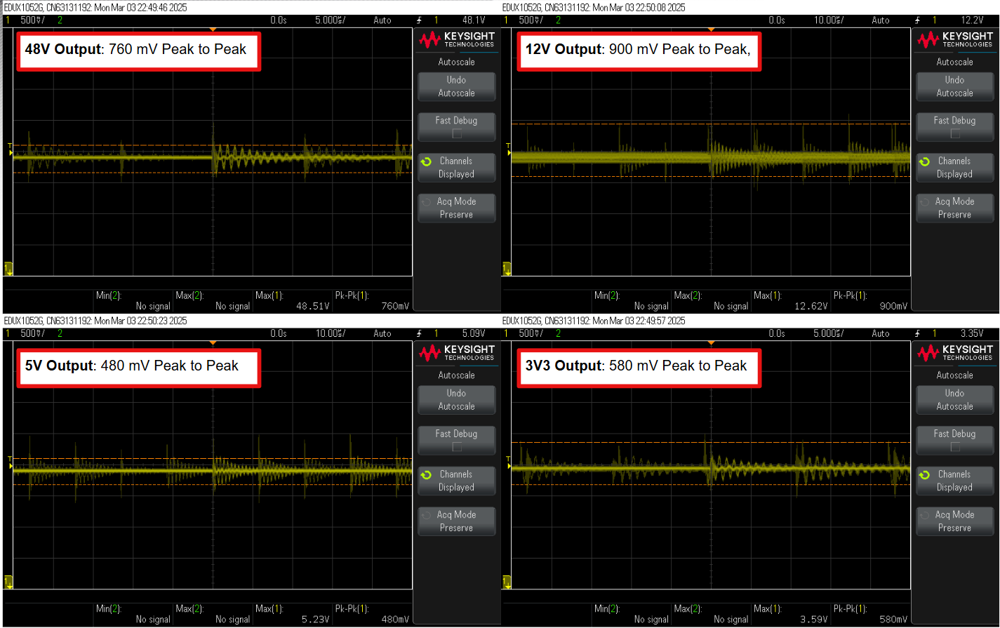 EDUX1052G, CN63131192: Mon Mar 03 22:49:46 2025
1 500mV/ 2 0.0s 5.000us/ Auto 1 48.1V
48V Output: 760 mV Peak to Peak
KEYSIGHT
TECHNOLOGIES
Autoscale
Undo
Autoscale
Fast Debug
Channels
Displayed
Acq Mode
Preserve
T
1
Min(2): Max(2): Max(1): Pk-Pk(1):
No signal No signal 48.51V 760mV
EDUX1052G, CN63131192: Mon Mar 03 22:50:08 2025
1 500mV/ 2 0.0s 10.00us/ Auto 1 12.2V
12V Output: 900 mV Peak to Peak,
KEYSIGHT
TECHNOLOGIES
Autoscale
Undo
Autoscale
Fast Debug
Channels
Displayed
Acq Mode
Preserve
T
1
Min(2): Max(2): Max(1): Pk-Pk(1):
No signal No signal 12.62V 900mV
EDUX1052G, CN63131192: Mon Mar 03 22:50:23 2025
1 500mV/ 2 0.0s 10.00us/ Auto 1 5.09V
5V Output: 480 mV Peak to Peak
KEYSIGHT
TECHNOLOGIES
Autoscale
Undo
Autoscale
Fast Debug
Channels
Displayed
Acq Mode
Preserve
T
1
Min(2): Max(2): Max(1): Pk-Pk(1):
No signal No signal 5.23V 480mV
EDUX1052G, CN63131192: Mon Mar 03 22:49:57 2025
1 500mV/ 2 0.0s 5.000us/ Auto 1 3.35V
3V3 Output: 580 mV Peak to Peak
KEYSIGHT
TECHNOLOGIES
Autoscale
Undo
Autoscale
Fast Debug
Channels
Displayed
Acq Mode
Preserve
T
1
Min(2): Max(2): Max(1): Pk-Pk(1):
No signal No signal 3.59V 580mV